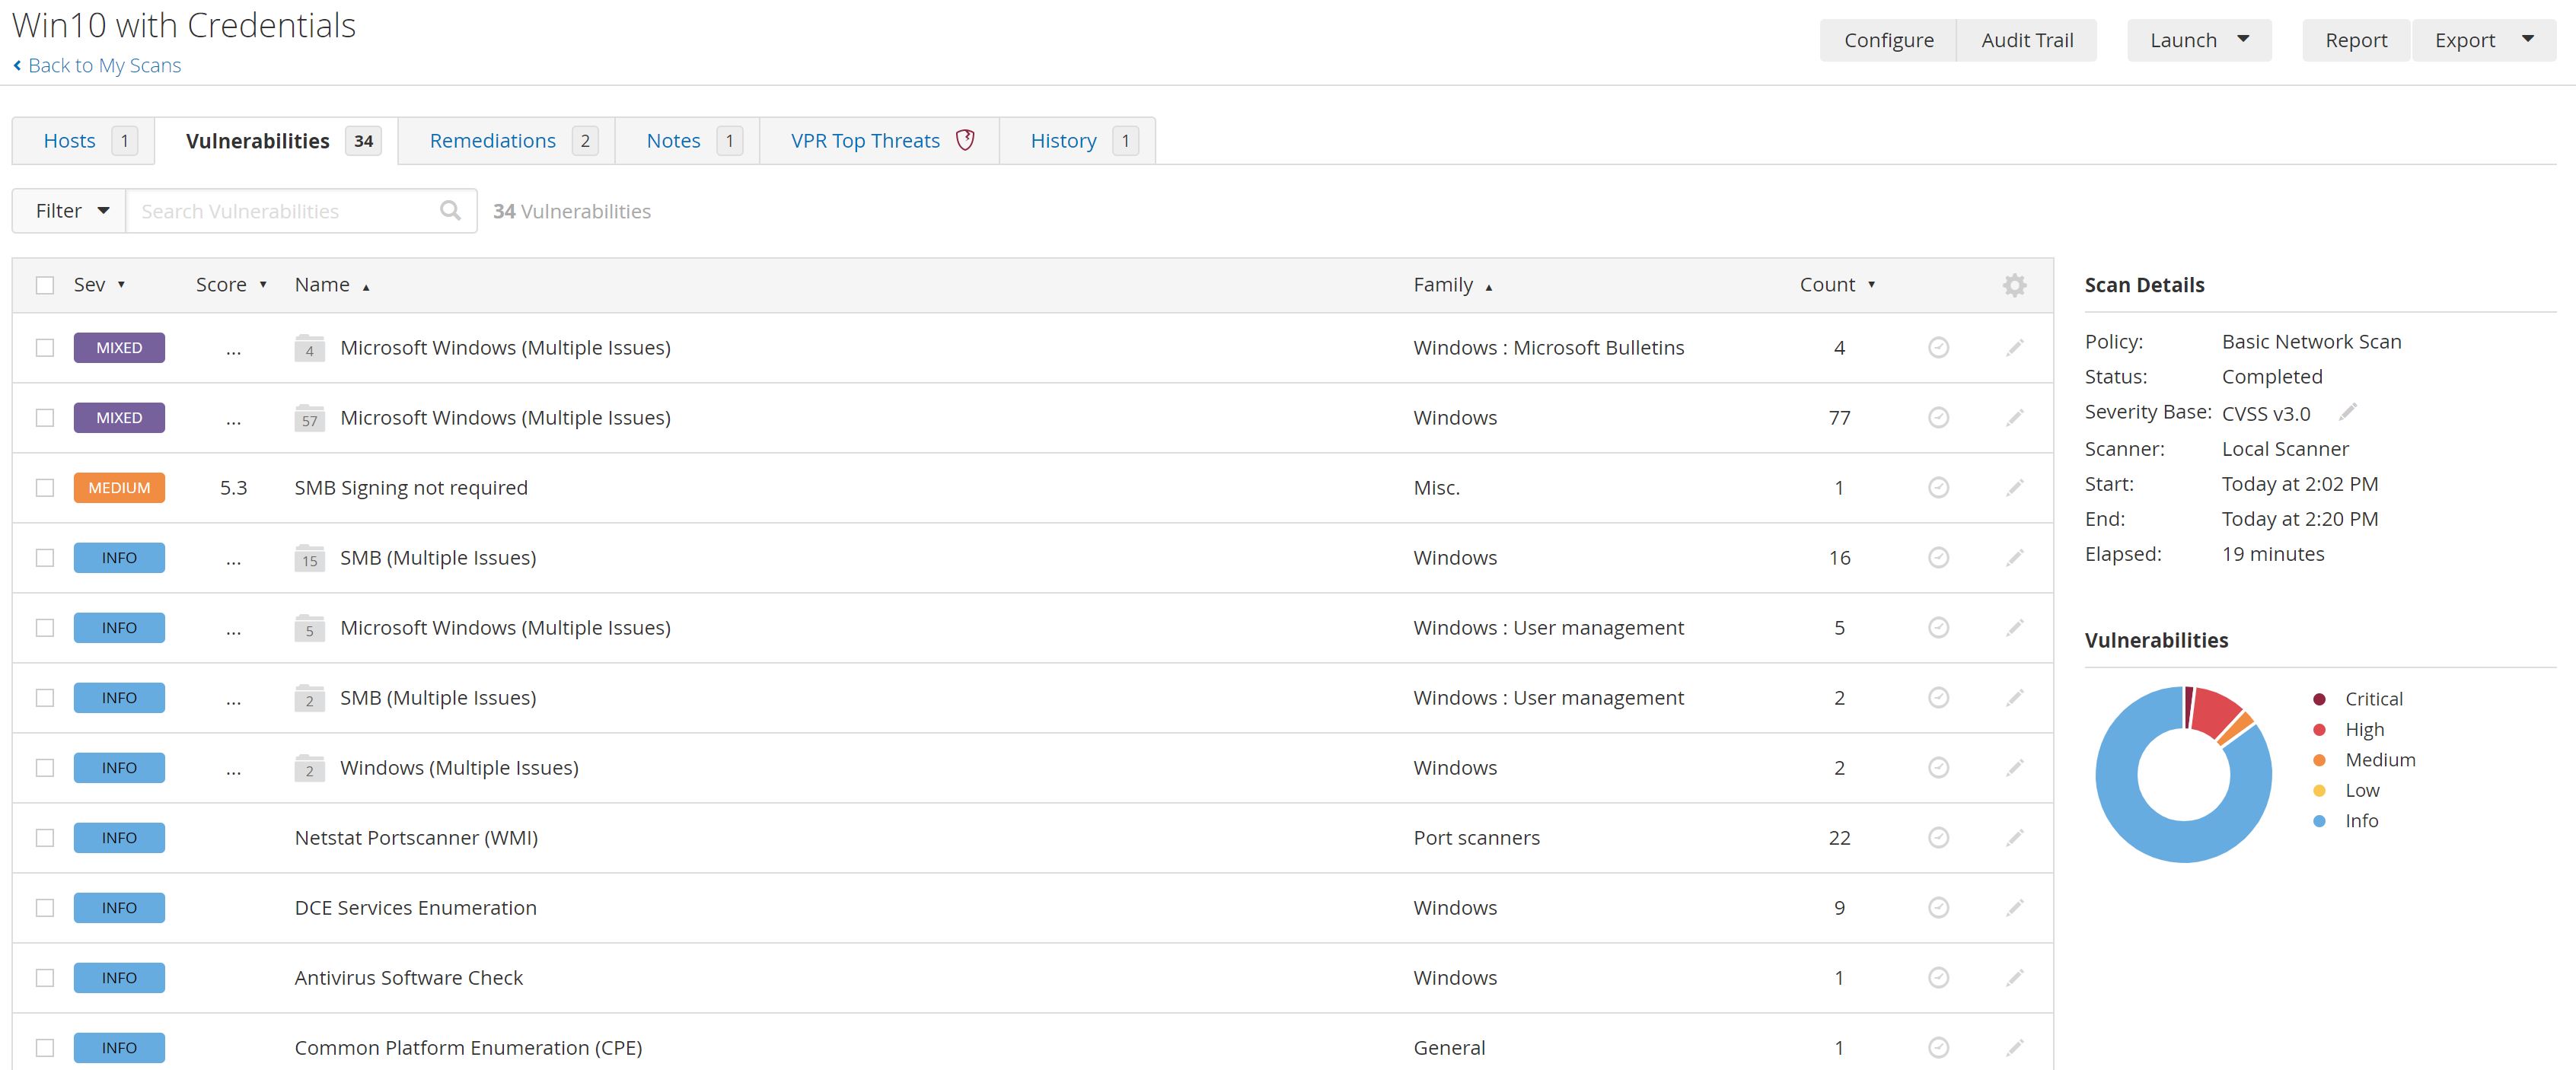 Win10 with Credentials
Back to My Scans
Configure Audit Trail Launch Report Export
Hosts 1 Vulnerabilities 34 Remediations 2 Notes 1 VPR Top Threats History 1
Filter Search Vulnerabilities 34 Vulnerabilities
Sev Score Name Family Count
MIXED ... 4 Microsoft Windows (Multiple Issues) Windows : Microsoft Bulletins 4
MIXED ... 57 Microsoft Windows (Multiple Issues) Windows 77
MEDIUM 5.3 SMB Signing not required Misc. 1
INFO ... 15 SMB (Multiple Issues) Windows 16
INFO ... 5 Microsoft Windows (Multiple Issues) Windows : User management 5
INFO ... 2 SMB (Multiple Issues) Windows : User management 2
INFO ... 2 Windows (Multiple Issues) Windows 2
INFO Netstat Portscanner (WMI) Port scanners 22
INFO DCE Services Enumeration Windows 9
INFO Antivirus Software Check Windows 1
INFO Common Platform Enumeration (CPE) General 1
Scan Details
Policy: Basic Network Scan
Status: Completed
Severity Base: CVSS v3.0
Scanner: Local Scanner
Start: Today at 2:02 PM
End: Today at 2:20 PM
Elapsed: 19 minutes
Vulnerabilities
Critical
High
Medium
Low
Info